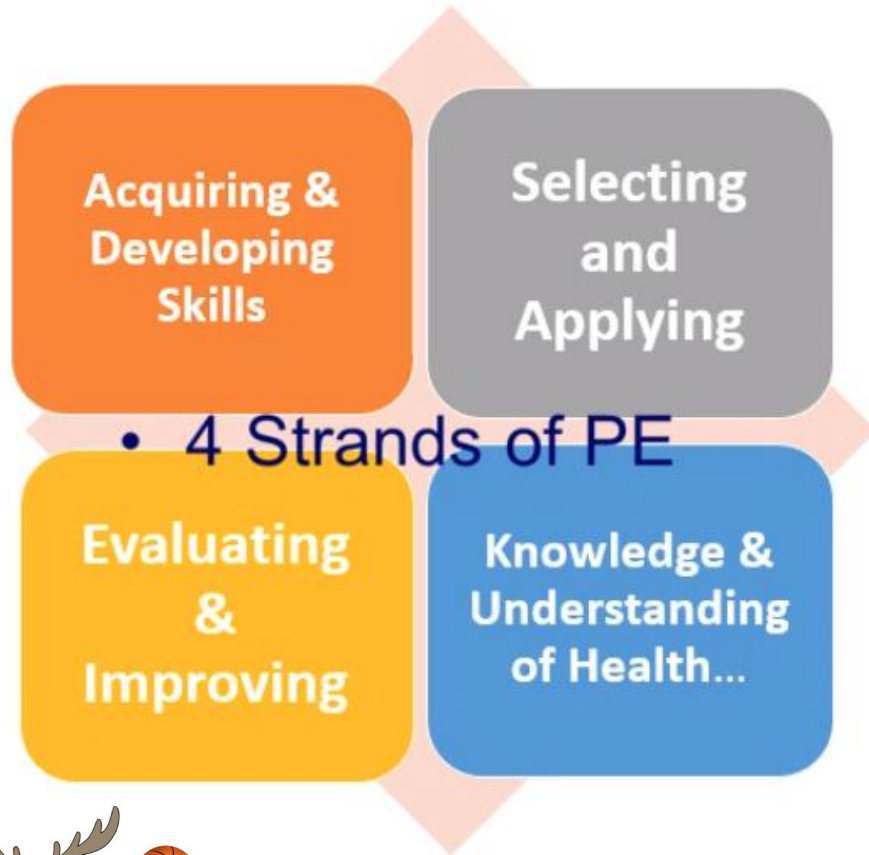 Acquiring &
Developing
Skills
Selecting
and
Applying
• 4 Strands of PE
Evaluating
&
Improving
Knowledge &
Understanding
of Health...